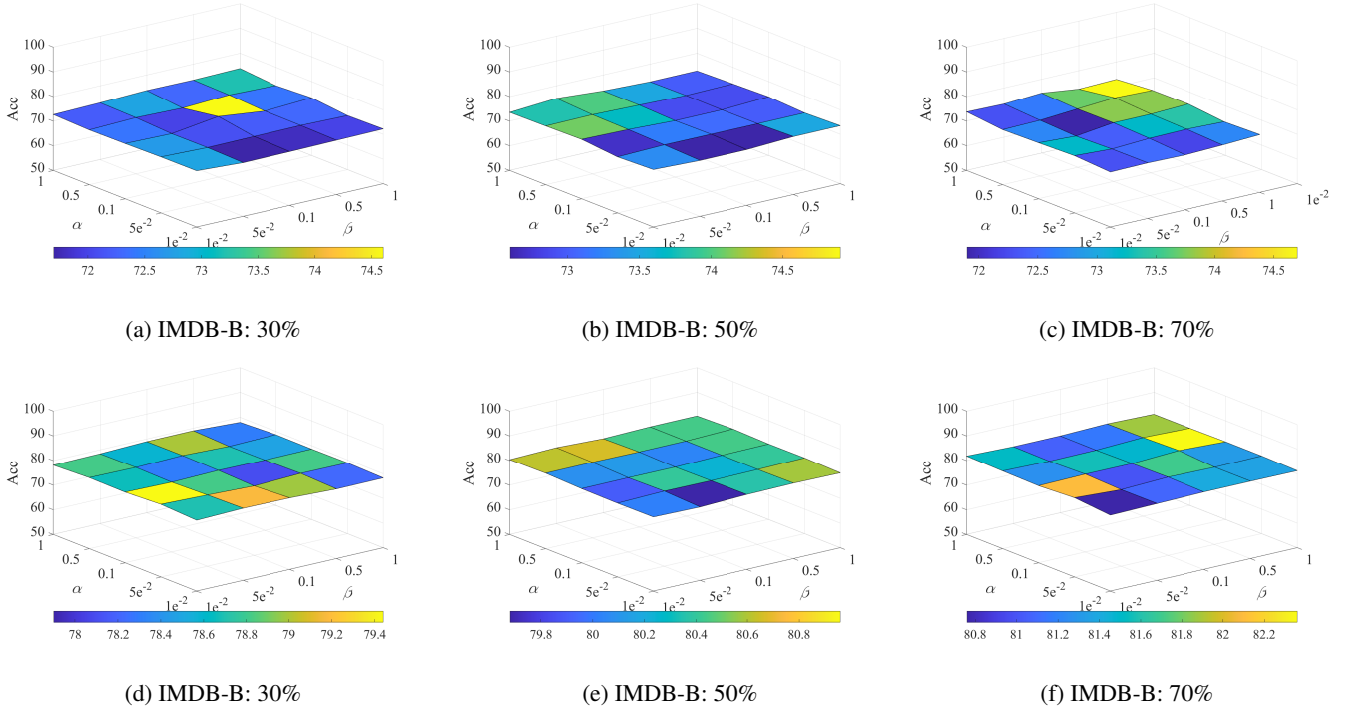 100
90
80
70
60
50
Acc
1
0.5
0.1
5e-2
1e-2
α
1e-2
5e-2
0.1
0.5
1
β
72
72.5
73
73.5
74
74.5
(a) IMDB-B: 30%
100
90
80
70
60
50
Acc
1
0.5
0.1
5e-2
1e-2
α
1e-2
5e-2
0.1
0.5
1
β
73
73.5
74
74.5
(b) IMDB-B: 50%
100
90
80
70
60
50
Acc
1
0.5
0.1
5e-2
1e-2
α
1e-2
5e-2
0.1
0.5
1
1e-2
β
72
72.5
73
73.5
74
74.5
(c) IMDB-B: 70%
100
90
80
70
60
50
Acc
1
0.5
0.1
5e-2
1e-2
α
1e-2
5e-2
0.1
0.5
1
β
78
78.2
78.4
78.6
78.8
79
79.2
79.4
(d) IMDB-B: 30%
100
90
80
70
60
50
Acc
1
0.5
0.1
5e-2
1e-2
α
1e-2
5e-2
0.1
0.5
1
β
79.8
80
80.2
80.4
80.6
80.8
(e) IMDB-B: 50%
100
90
80
70
60
50
Acc
1
0.5
0.1
5e-2
1e-2
α
1e-2
5e-2
0.1
0.5
1
β
80.8
81
81.2
81.4
81.6
81.8
82
82.2
(f) IMDB-B: 70%